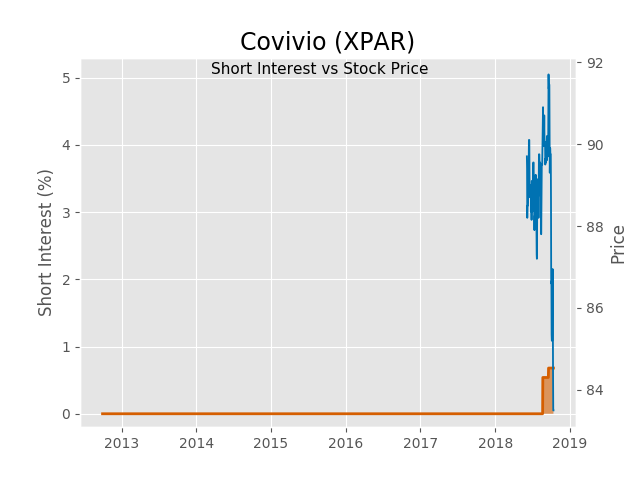 Covivio (XPAR)
Short Interest vs Stock Price
Short Interest (%)
5
4
3
2
1
0
92
90
88
86
84
Price
2013 2014 2015 2016 2017 2018 2019